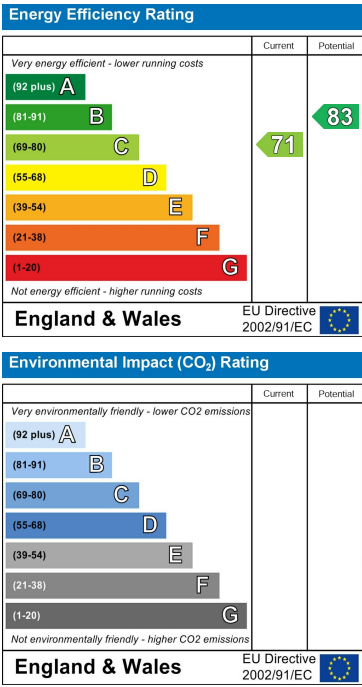 Energy Efficiency Rating
Current Potential
Very energy efficient - lower running costs
(92 plus) A
(81-91) B
83
(69-80) C
71
(55-68) D
(39-54) E
(21-38) F
(1-20) G
Not energy efficient - higher running costs
England & Wales
EU Directive
2002/91/EC
Environmental Impact (CO₂) Rating
Current Potential
Very environmentally friendly - lower CO2 emissions
(92 plus) A
(81-91) B
(69-80) C
(55-68) D
(39-54) E
(21-38) F
(1-20) G
Not environmentally friendly - higher CO2 emissions
England & Wales
EU Directive
2002/91/EC